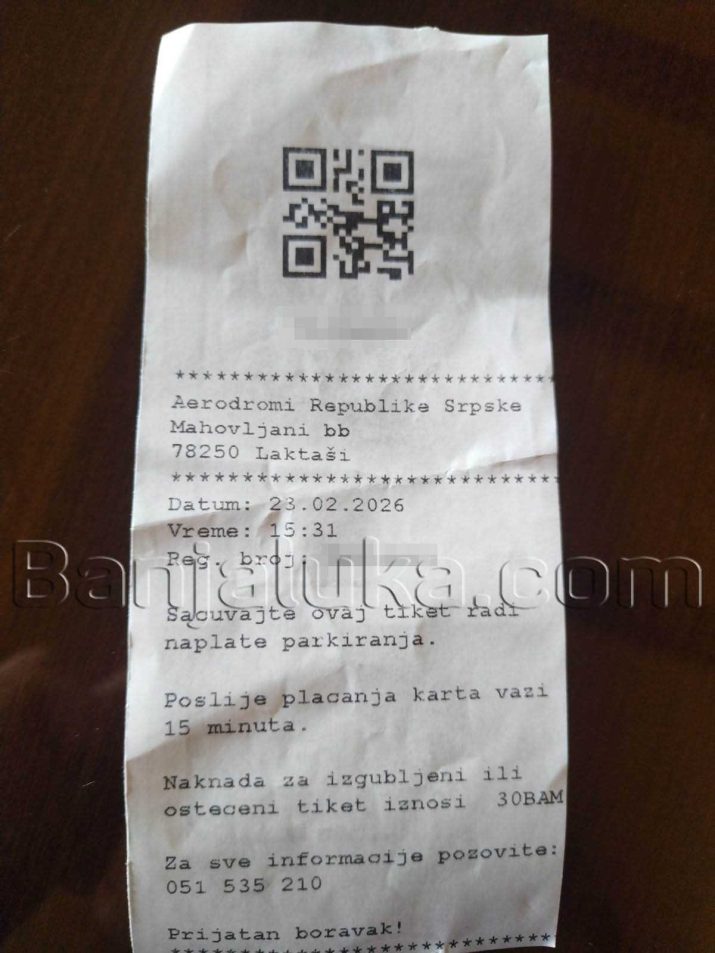 *****************************
Aerodromi Republike Srpske
Mahovljani bb
78250 Laktaši
*****************************
Datum: 23.02.2026
Vreme: 15:31
Reg. broj:
Banjaluka.com
Sacuvajte ovaj tiket radi
naplate parkiranja.
Poslije placanja karta vazi
15 minuta.
Naknada za izgubljeni ili
osteceni tiket iznosi 30BAM
Za sve informacije pozovite:
051 535 210
Prijatan boravak!
*****************************